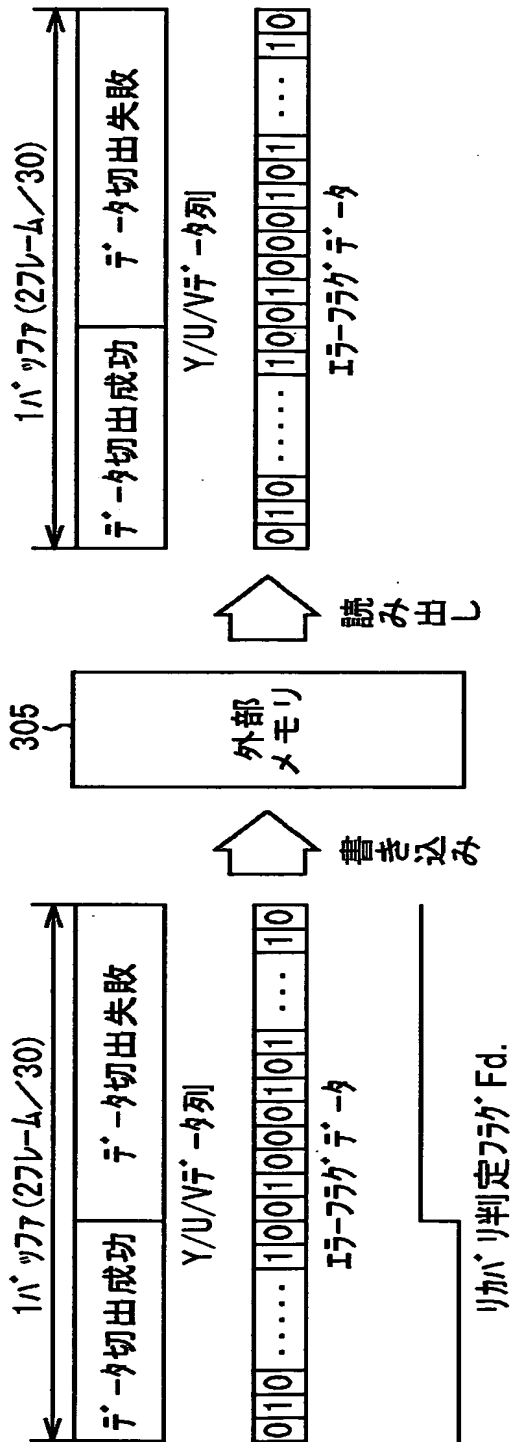 1ﾊﾞｯﾌｧ(2ﾌﾚｰﾑ/30)
ﾃﾞｰﾀ切出成功 ﾃﾞｰﾀ切出失敗
Y/U/Vﾃﾞｰﾀ列
0 1 0 ····· 1 0 0 1 0 0 0 1 0 1 ··· 1 0
ｴﾗｰﾌﾗｸﾞﾃﾞｰﾀ
ﾘｶﾊﾞﾘ判定ﾌﾗｸﾞFd.
書き込み
305
外部
メモリ
読み出し
1ﾊﾞｯﾌｧ(2ﾌﾚｰﾑ/30)
ﾃﾞｰﾀ切出成功 ﾃﾞｰﾀ切出失敗
Y/U/Vﾃﾞｰﾀ列
0 1 0 ····· 1 0 0 1 0 0 0 1 0 1 ··· 1 0
ｴﾗｰﾌﾗｸﾞﾃﾞｰﾀ